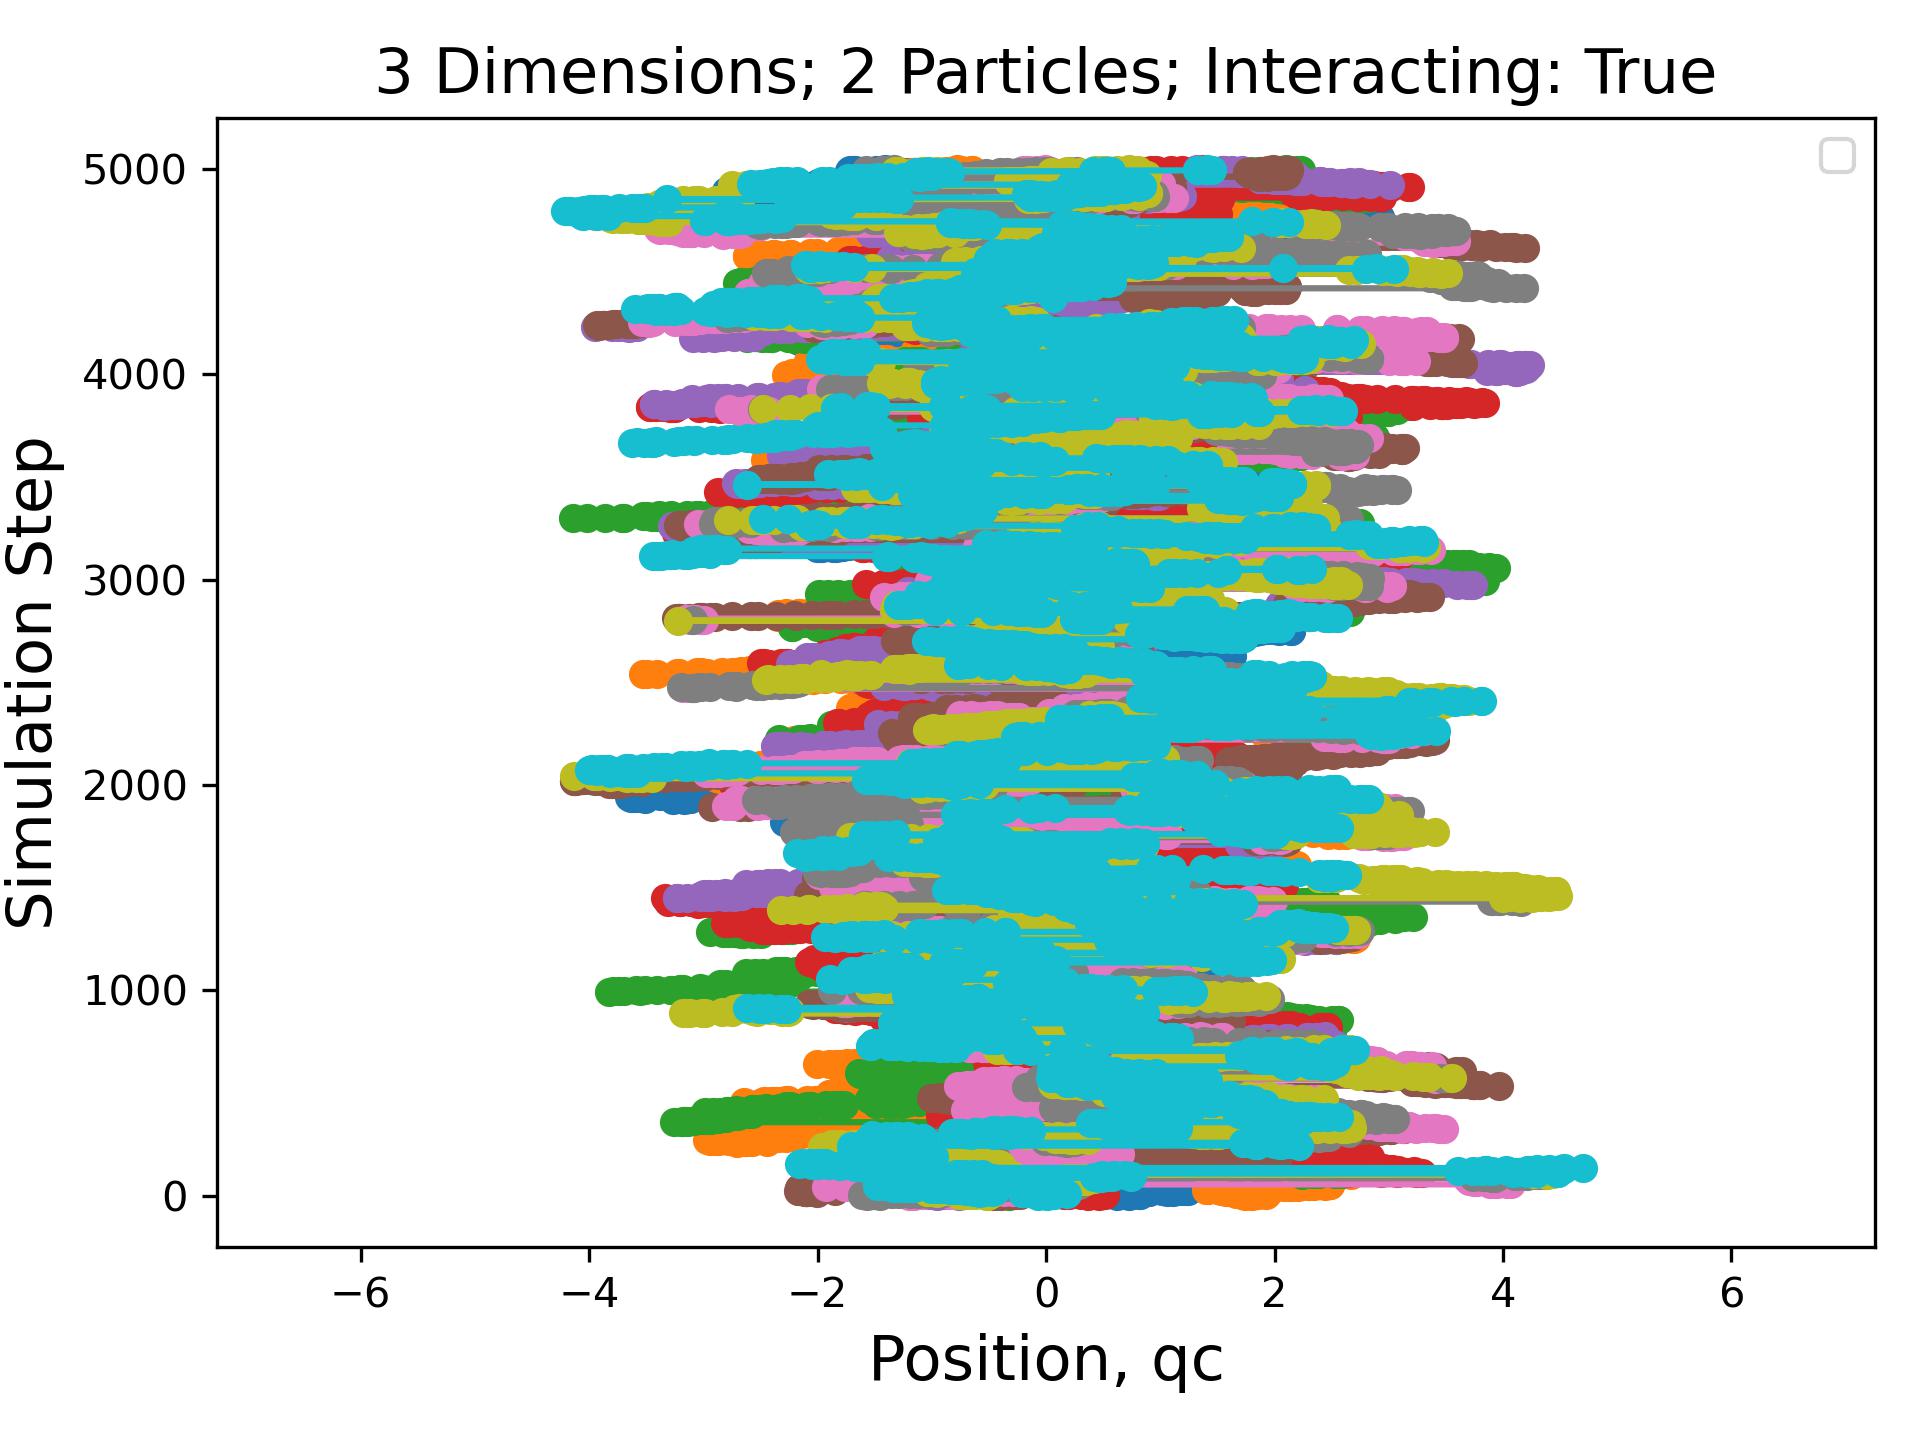 3 Dimensions; 2 Particles; Interacting: True
5000
4000
3000
2000
1000
0
Simulation Step
−6 −4 −2 0 2 4 6
Position, qc